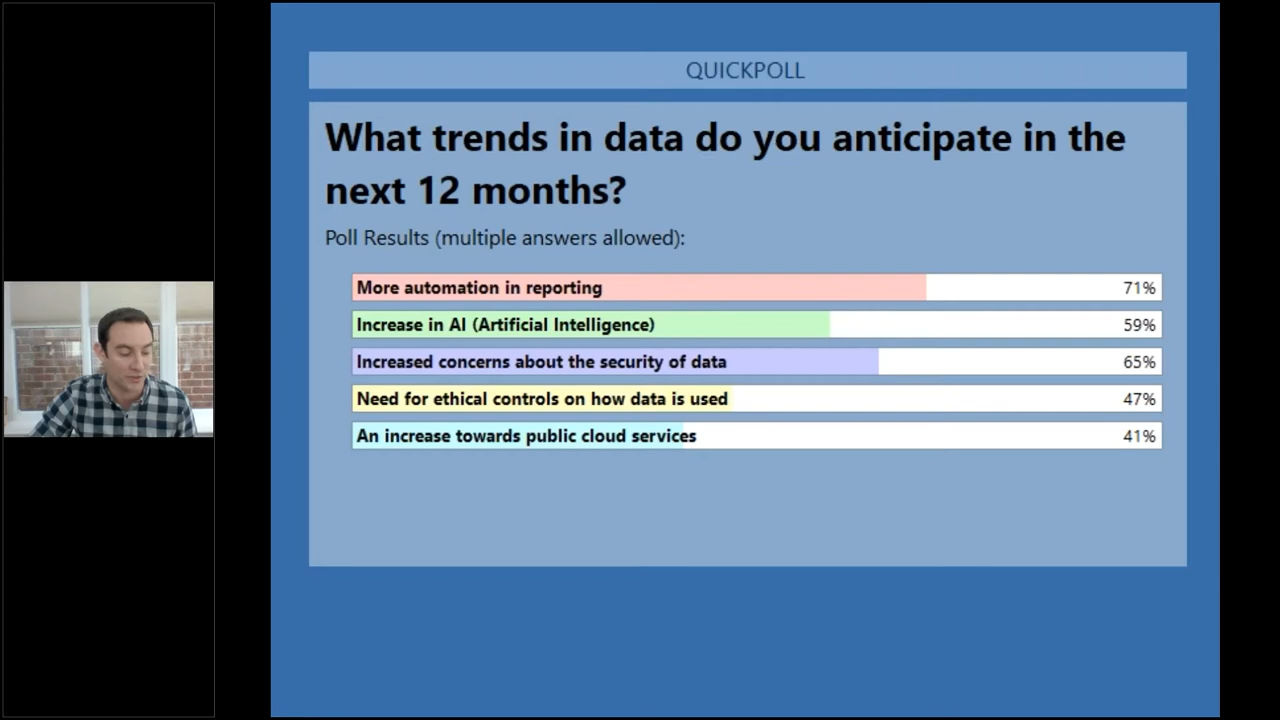 QUICKPOLL
What trends in data do you anticipate in the
next 12 months?
Poll Results (multiple answers allowed):
More automation in reporting 71%
Increase in AI (Artificial Intelligence) 59%
Increased concerns about the security of data 65%
Need for ethical controls on how data is used 47%
An increase towards public cloud services 41%